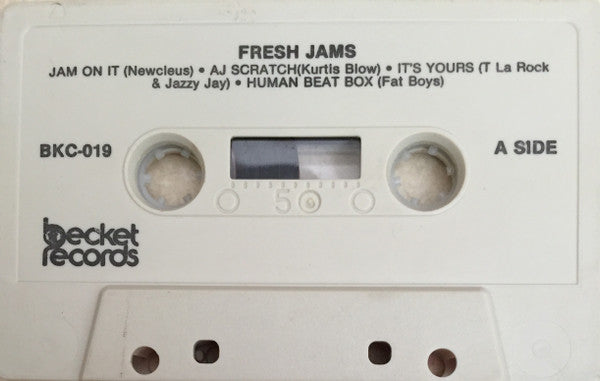 FRESH JAMS
JAM ON IT (Newcleus) • AJ SCRATCH(Kurtis Blow) • IT'S YOURS (T La Rock
& Jazzy Jay) • HUMAN BEAT BOX (Fat Boys)
BKC-019
A SIDE
50
becket
records